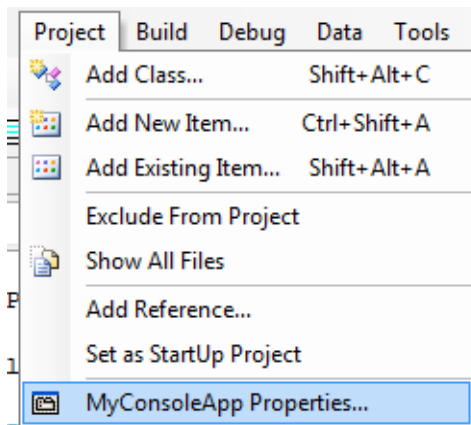 Project Build Debug Data Tools
Add Class... Shift+Alt+C
Add New Item... Ctrl+Shift+A
Add Existing Item... Shift+Alt+A
Exclude From Project
Show All Files
Add Reference...
Set as StartUp Project
MyConsoleApp Properties...